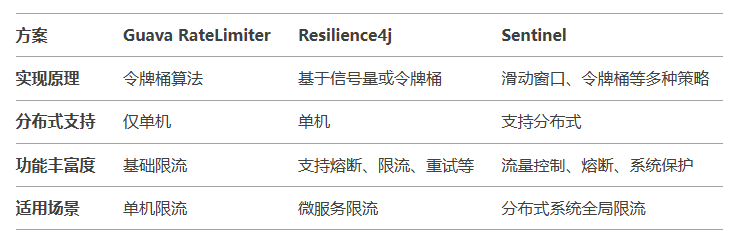 方案 Guava RateLimiter Resilience4j Sentinel
实现原理 令牌桶算法 基于信号量或令牌桶 滑动窗口、令牌桶等多种策略
分布式支持 仅单机 单机 支持分布式
功能丰富度 基础限流 支持熔断、限流、重试等 流量控制、熔断、系统保护
适用场景 单机限流 微服务限流 分布式系统全局限流